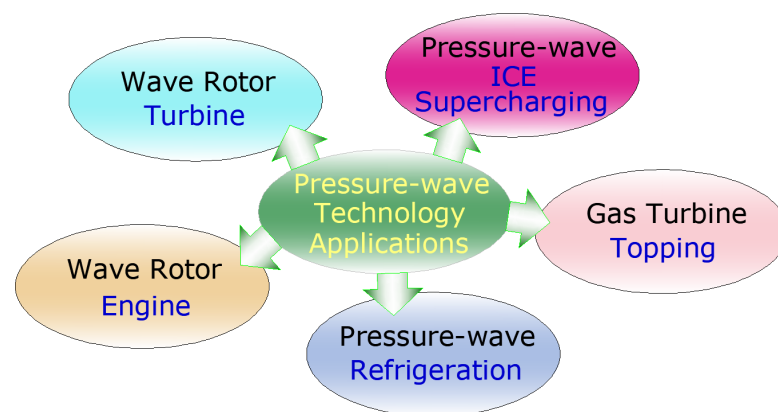 Pressure-wave
ICE
Supercharging
Wave Rotor
Turbine
Pressure-wave
Technology
Applications
Gas Turbine
Topping
Wave Rotor
Engine
Pressure-wave
Refrigeration